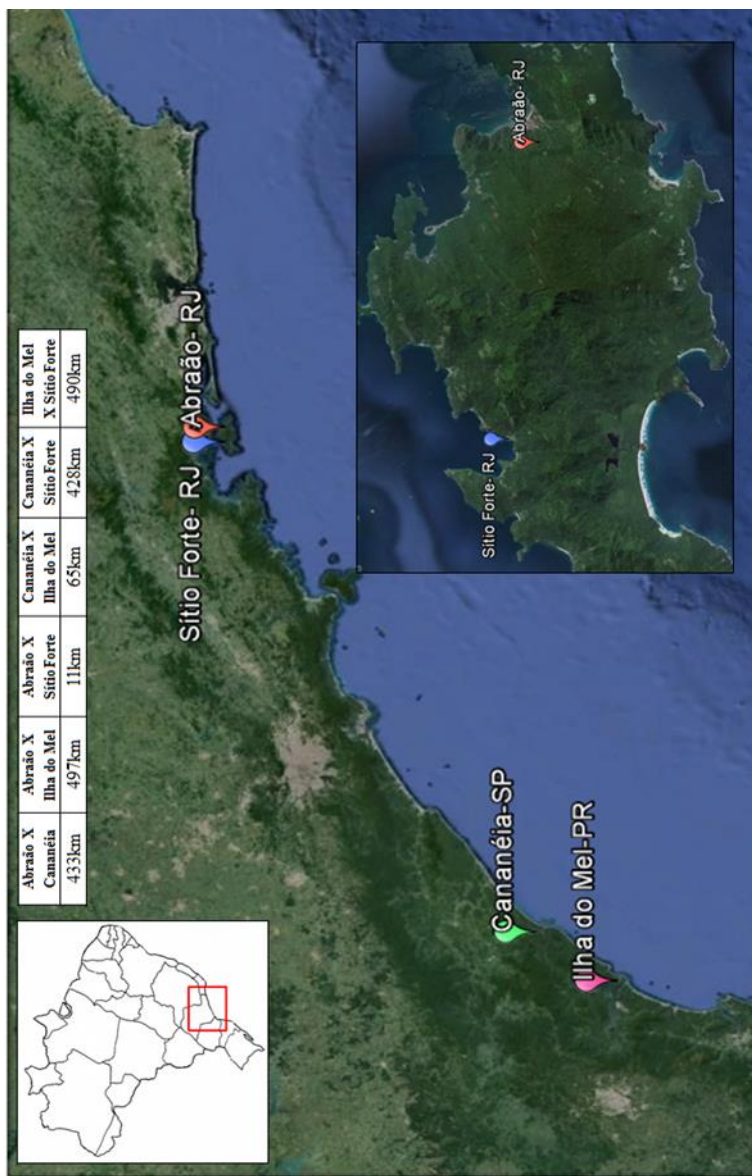 Abraão X
Cananéia
Abraão X
Ilha do Mel
Abraão X
Sítio Forte
Cananéia X
Ilha do Mel
Cananéia X
Sítio Forte
Ilha do Mel
X Sítio Forte
433km
497km
11km
65km
428km
490km
Sítio Forte- RJ
Abraão- RJ
Cananéia-SP
Ilha do Mel-PR
Sítio Forte- RJ
Abraão- RJ